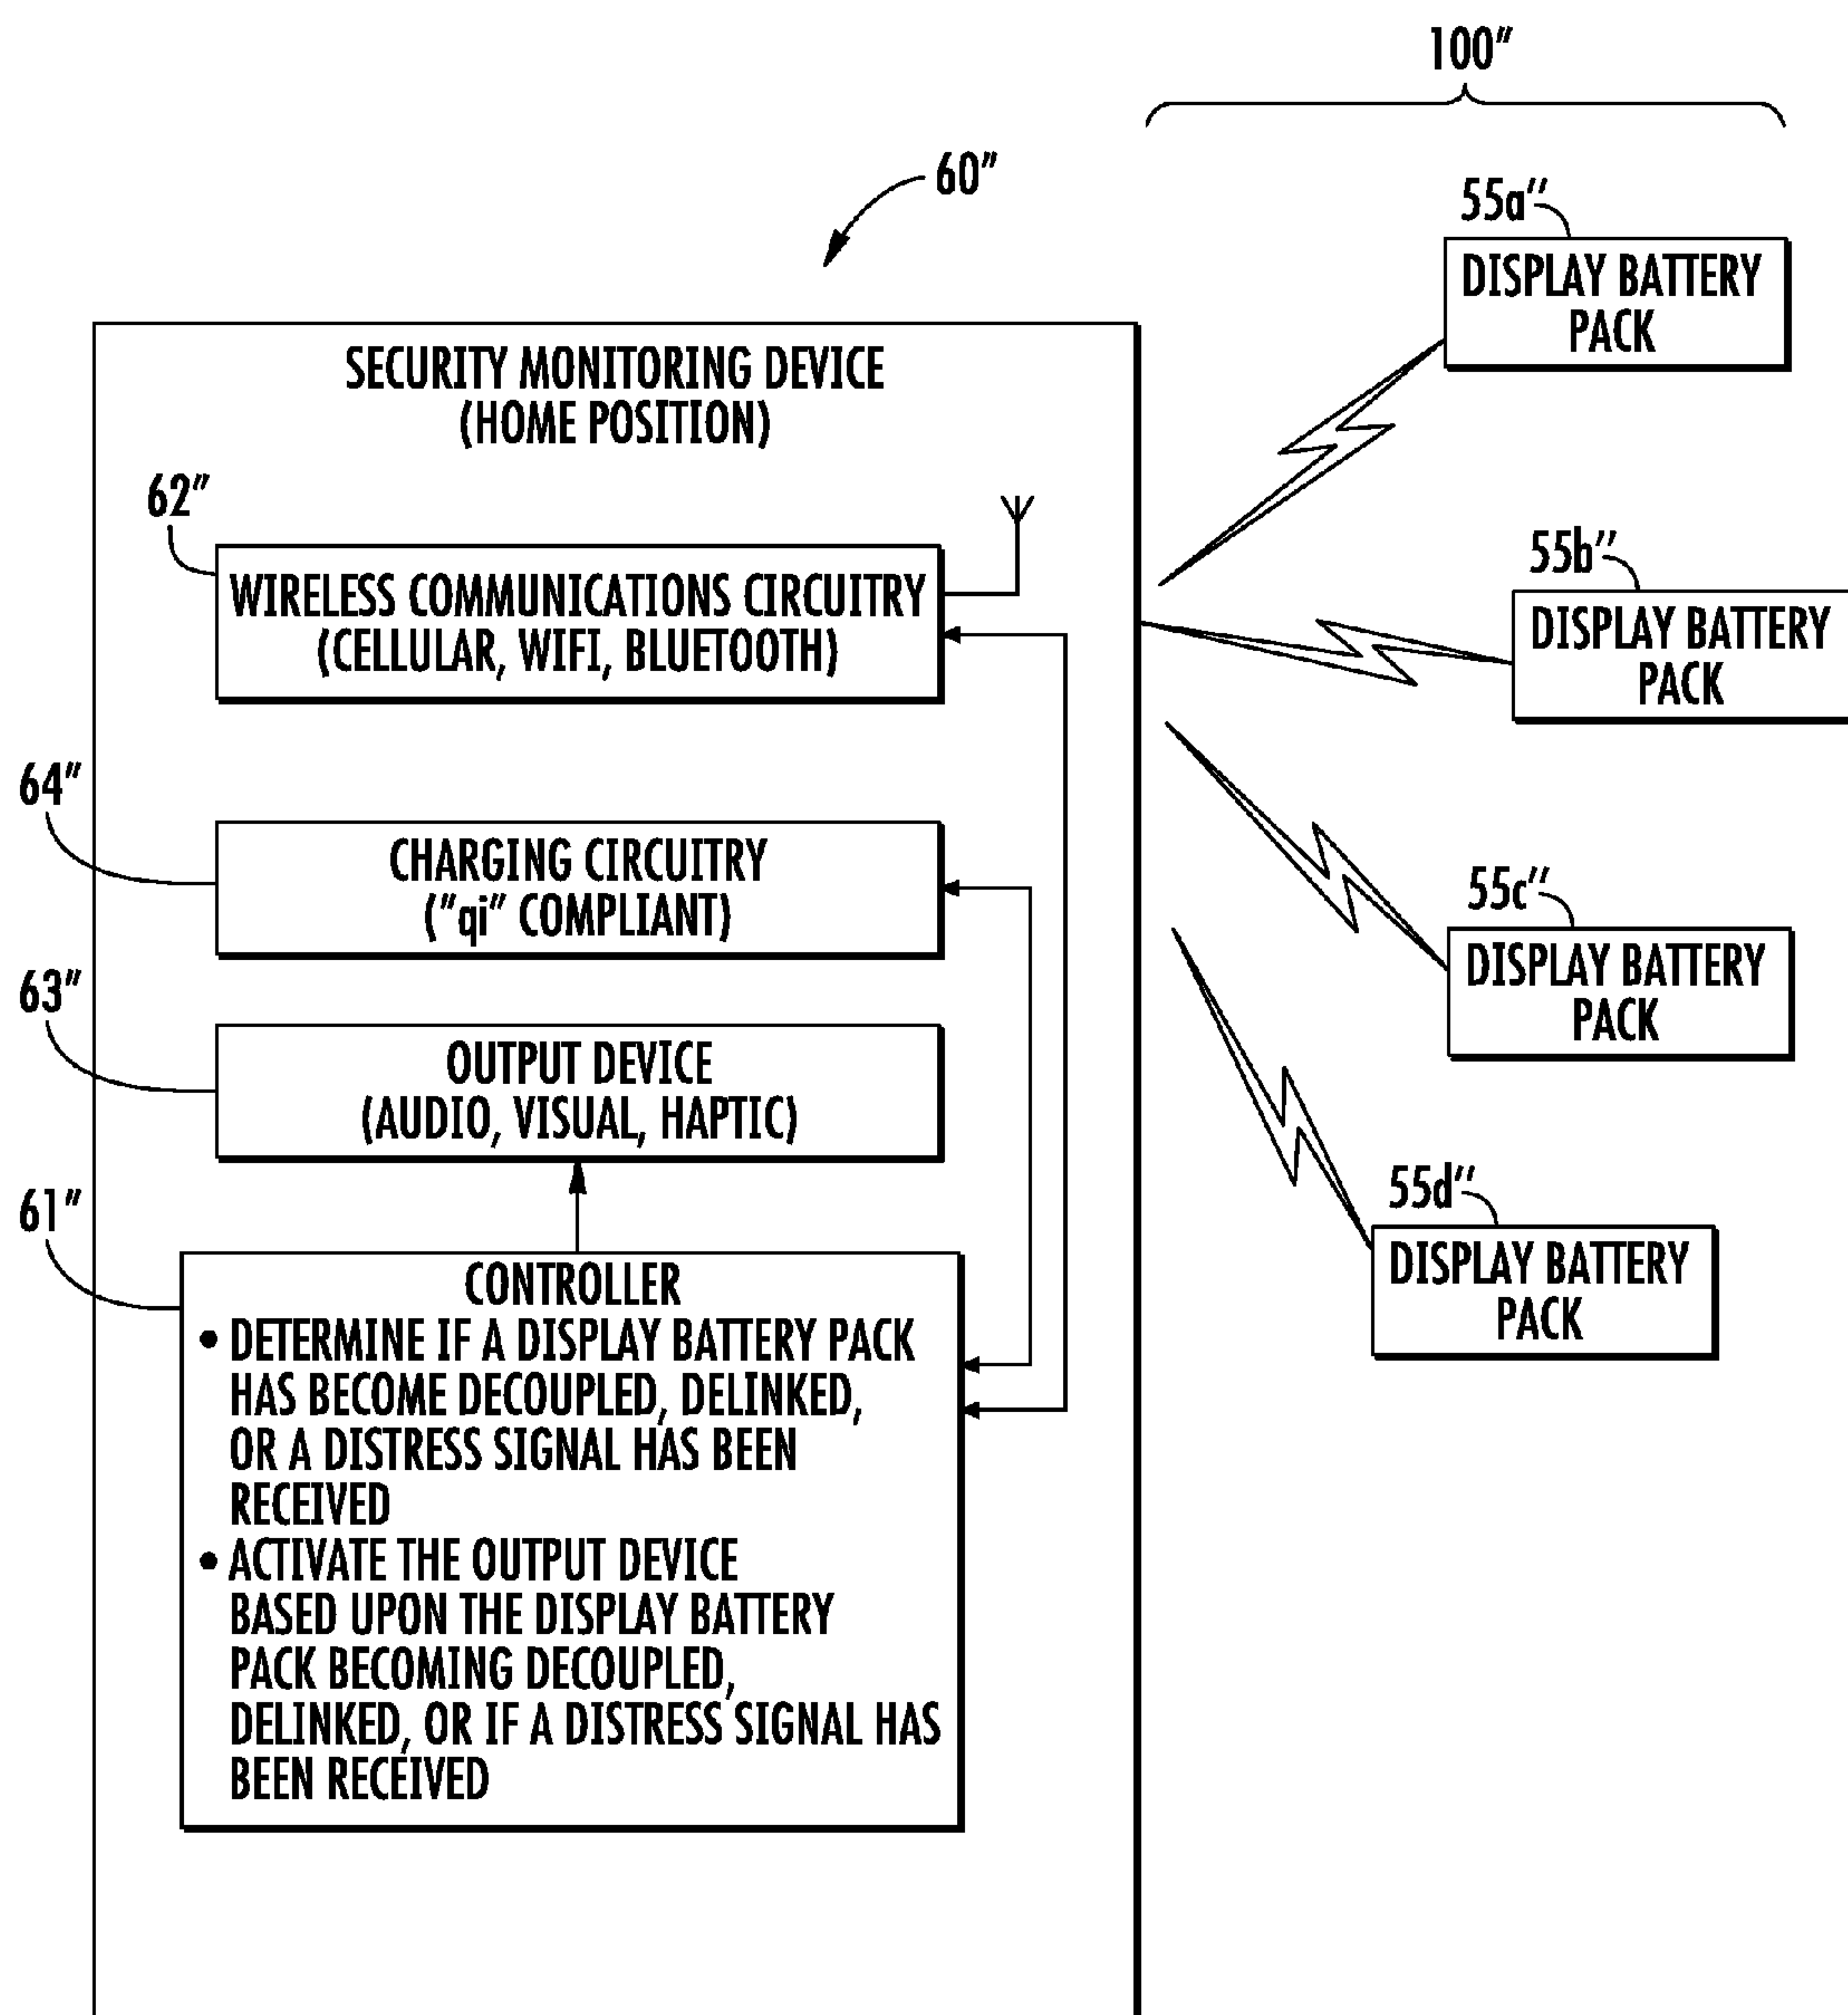 100"
60"
55a"
DISPLAY BATTERY
PACK
SECURITY MONITORING DEVICE
(HOME POSITION)
62"
WIRELESS COMMUNICATIONS CIRCUITRY
(CELLULAR, WIFI, BLUETOOTH)
55b"
DISPLAY BATTERY
PACK
64"
CHARGING CIRCUITRY
("qi" COMPLIANT)
55c"
DISPLAY BATTERY
PACK
63"
OUTPUT DEVICE
(AUDIO, VISUAL, HAPTIC)
55d"
DISPLAY BATTERY
PACK
61"
CONTROLLER
• DETERMINE IF A DISPLAY BATTERY PACK
HAS BECOME DECOUPLED, DELINKED,
OR A DISTRESS SIGNAL HAS BEEN
RECEIVED
• ACTIVATE THE OUTPUT DEVICE
BASED UPON THE DISPLAY BATTERY
PACK BECOMING DECOUPLED,
DELINKED, OR IF A DISTRESS SIGNAL HAS
BEEN RECEIVED